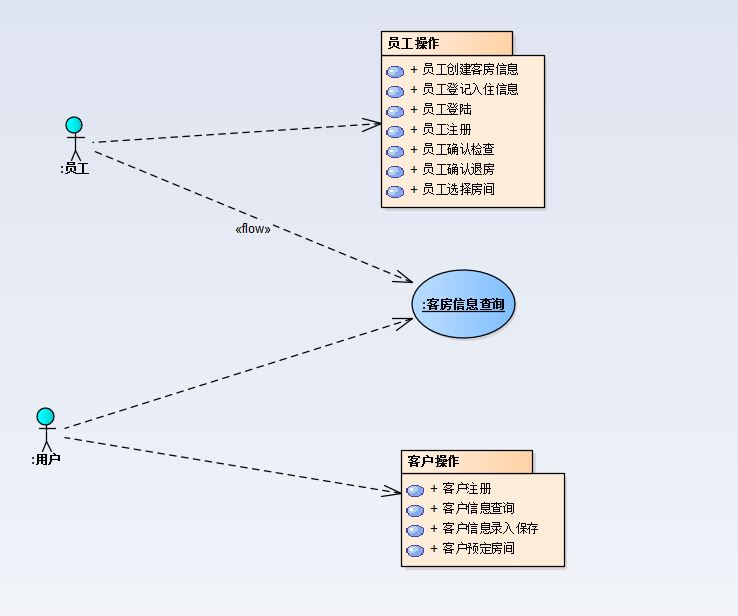 员工操作
+ 员工创建客房信息
+ 员工登记入住信息
+ 员工登陆
+ 员工注册
+ 员工确认检查
+ 员工确认退房
+ 员工选择房间
:员工
«flow»
:客房信息查询
:用户
客户操作
+ 客户注册
+ 客户信息查询
+ 客户信息录入保存
+ 客户预定房间